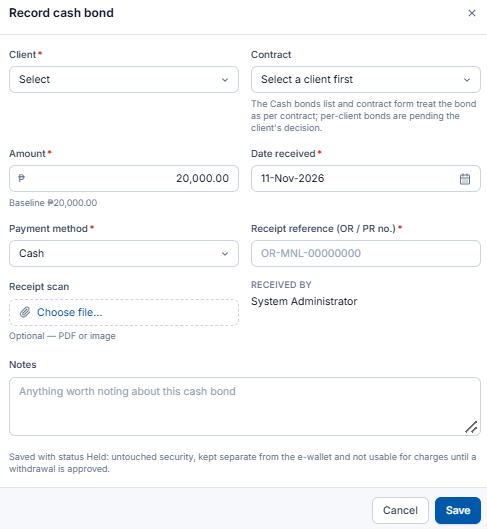 Record cash bond
Client *
Contract
Select
Select a client first
The Cash bonds list and contract form treat the bond
as per contract; per-client bonds are pending the
client's decision.
Amount *
Date received *
₱ 20,000.00
11-Nov-2026
Baseline ₱20,000.00
Payment method *
Receipt reference (OR / PR no.) *
Cash
OR-MNL-00000000
Receipt scan
RECEIVED BY
Choose file...
System Administrator
Optional — PDF or image
Notes
Anything worth noting about this cash bond
Saved with status Held: untouched security, kept separate from the e-wallet and not usable for charges until a
withdrawal is approved.
Cancel
Save